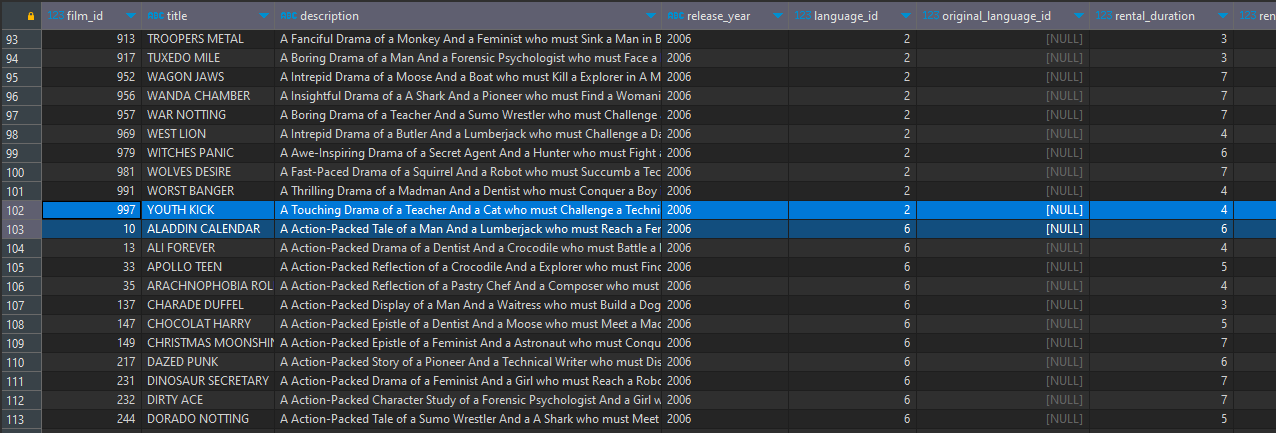 123 film_id ABC title ABC description ABC release_year 123 language_id 123 original_language_id 123 rental_duration
93 913 TROOPERS METAL A Fanciful Drama of a Monkey And a Feminist who must Sink a Man in B 2006 2 [NULL] 3
94 917 TUXEDO MILE A Boring Drama of a Man And a Forensic Psychologist who must Face a 2006 2 [NULL] 3
95 952 WAGON JAWS A Intrepid Drama of a Moose And a Boat who must Kill a Explorer in A M 2006 2 [NULL] 7
96 956 WANDA CHAMBER A Insightful Drama of a A Shark And a Pioneer who must Find a Womani 2006 2 [NULL] 7
97 957 WAR NOTTING A Boring Drama of a Teacher And a Sumo Wrestler who must Challenge 2006 2 [NULL] 7
98 969 WEST LION A Intrepid Drama of a Butler And a Lumberjack who must Challenge a Da 2006 2 [NULL] 4
99 979 WITCHES PANIC A Awe-Inspiring Drama of a Secret Agent And a Hunter who must Fight 2006 2 [NULL] 6
100 981 WOLVES DESIRE A Fast-Paced Drama of a Squirrel And a Robot who must Succumb a Tec 2006 2 [NULL] 7
101 991 WORST BANGER A Thrilling Drama of a Madman And a Dentist who must Conquer a Boy 2006 2 [NULL] 4
102 997 YOUTH KICK A Touching Drama of a Teacher And a Cat who must Challenge a Techni 2006 2 [NULL] 4
103 10 ALADDIN CALENDAR A Action-Packed Tale of a Man And a Lumberjack who must Reach a Fer 2006 6 [NULL] 6
104 13 ALI FOREVER A Action-Packed Drama of a Dentist And a Crocodile who must Battle a 2006 6 [NULL] 4
105 33 APOLLO TEEN A Action-Packed Reflection of a Crocodile And a Explorer who must Find 2006 6 [NULL] 5
106 35 ARACHNOPHOBIA ROL A Action-Packed Reflection of a Pastry Chef And a Composer who must 2006 6 [NULL] 4
107 137 CHARADE DUFFEL A Action-Packed Display of a Man And a Waitress who must Build a Dog 2006 6 [NULL] 3
108 147 CHOCOLAT HARRY A Action-Packed Epistle of a Dentist And a Moose who must Meet a Mad 2006 6 [NULL] 5
109 149 CHRISTMAS MOONSHIN A Action-Packed Epistle of a Feminist And a Astronaut who must Conqu 2006 6 [NULL] 7
110 217 DAZED PUNK A Action-Packed Story of a Pioneer And a Technical Writer who must Dis 2006 6 [NULL] 6
111 231 DINOSAUR SECRETARY A Action-Packed Drama of a Feminist And a Girl who must Reach a Robo 2006 6 [NULL] 7
112 232 DIRTY ACE A Action-Packed Character Study of a Forensic Psychologist And a Girl w 2006 6 [NULL] 7
113 244 DORADO NOTTING A Action-Packed Tale of a Sumo Wrestler And a A Shark who must Meet 2006 6 [NULL] 5